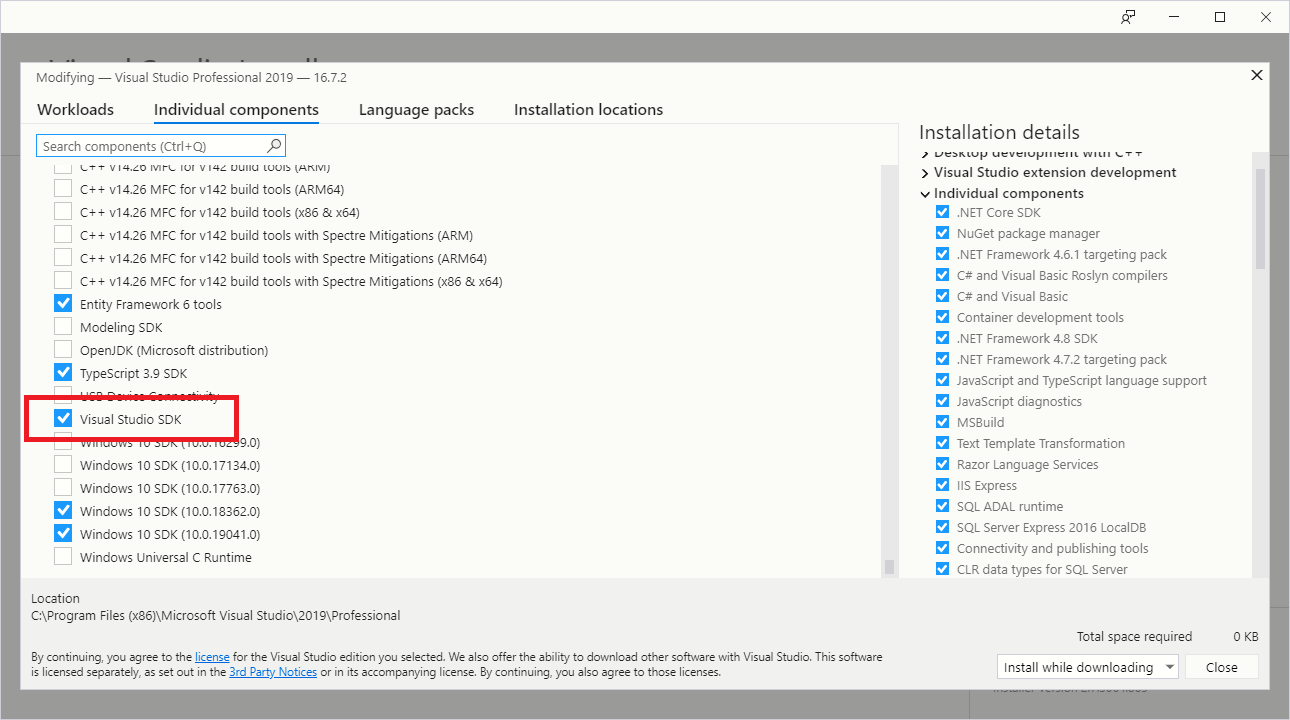 Modifying — Visual Studio Professional 2019 — 16.7.2
Workloads
Individual components
Language packs
Installation locations
Search components (Ctrl+Q)
C++ v14.26 MFC for v142 build tools (ARM)
C++ v14.26 MFC for v142 build tools (ARM64)
C++ v14.26 MFC for v142 build tools (x86 & x64)
C++ v14.26 MFC for v142 build tools with Spectre Mitigations (ARM)
C++ v14.26 MFC for v142 build tools with Spectre Mitigations (ARM64)
C++ v14.26 MFC for v142 build tools with Spectre Mitigations (x86 & x64)
Entity Framework 6 tools
Modeling SDK
OpenJDK (Microsoft distribution)
TypeScript 3.9 SDK
USB Device Connectivity
Visual Studio SDK
Windows 10 SDK (10.0.16299.0)
Windows 10 SDK (10.0.17134.0)
Windows 10 SDK (10.0.17763.0)
Windows 10 SDK (10.0.18362.0)
Windows 10 SDK (10.0.19041.0)
Windows Universal C Runtime
Installation details
Desktop development with C++
Visual Studio extension development
Individual components
.NET Core SDK
NuGet package manager
.NET Framework 4.6.1 targeting pack
C# and Visual Basic Roslyn compilers
C# and Visual Basic
Container development tools
.NET Framework 4.8 SDK
.NET Framework 4.7.2 targeting pack
JavaScript and TypeScript language support
JavaScript diagnostics
MSBuild
Text Template Transformation
Razor Language Services
IIS Express
SQL ADAL runtime
SQL Server Express 2016 LocalDB
Connectivity and publishing tools
CLR data types for SQL Server
Location
C:\Program Files (x86)\Microsoft Visual Studio\2019\Professional
By continuing, you agree to the license for the Visual Studio edition you selected. We also offer the ability to download other software with Visual Studio. This software
is licensed separately, as set out in the 3rd Party Notices or in its accompanying license. By continuing, you also agree to those licenses.
Total space required 0 KB
Install while downloading
Close